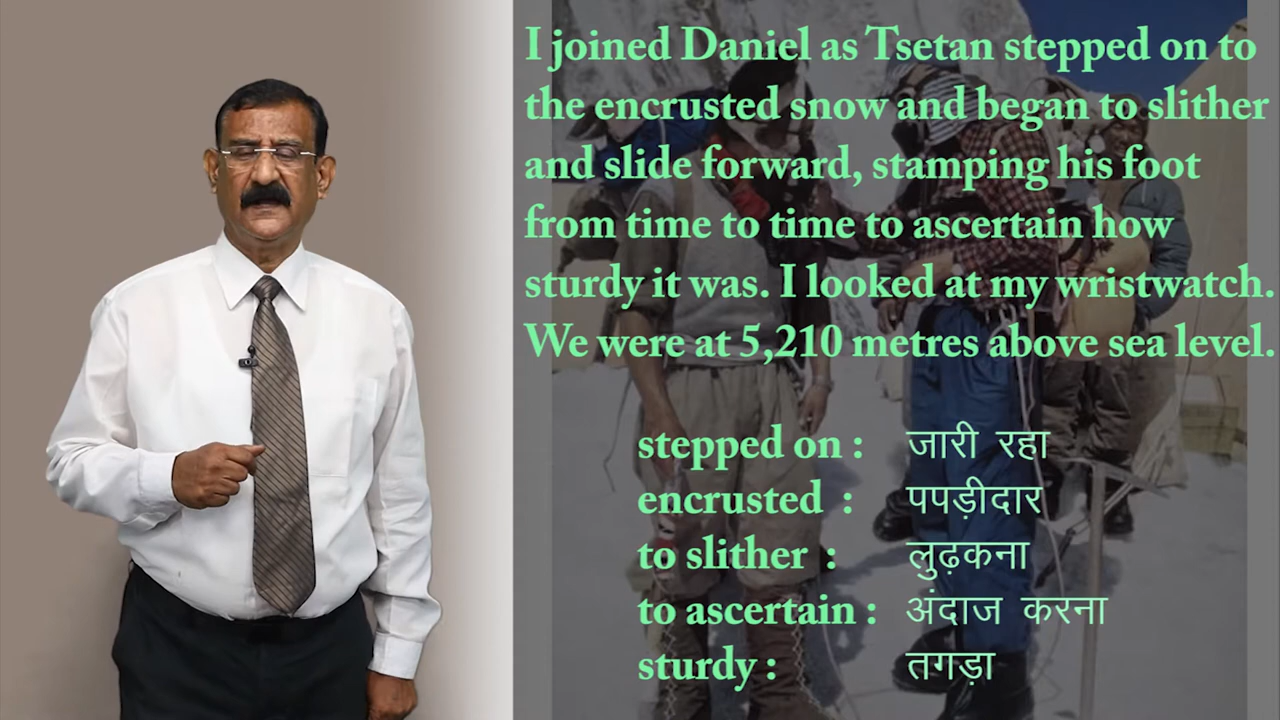 I joined Daniel as Tsetan stepped on to
the encrusted snow and began to slither
and slide forward, stamping his foot
from time to time to ascertain how
sturdy it was. I looked at my wristwatch.
We were at 5,210 metres above sea level.
stepped on : जारी रहा
encrusted : पपड़ीदार
to slither : लुढ़कना
to ascertain : अंदाज करना
sturdy : तगड़ा